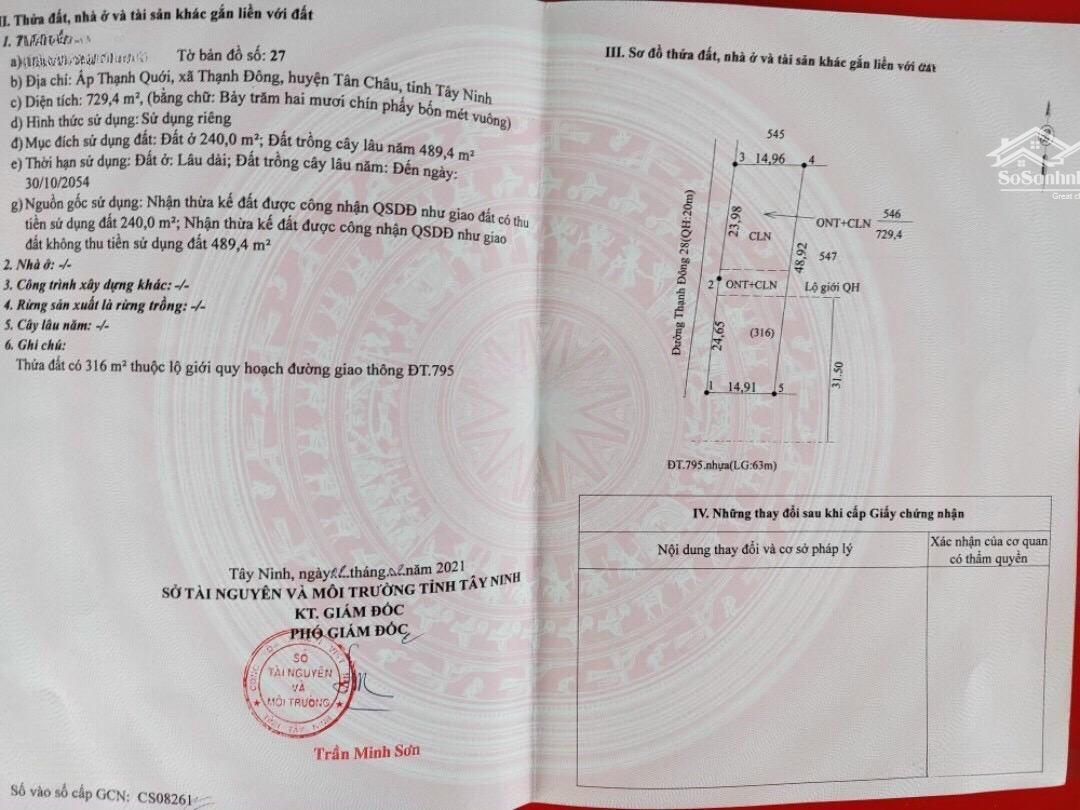 II. Thửa đất, nhà ở và tài sản khác gắn liền với đất
1.
a) Tờ bản đồ số: 27
b) Địa chỉ: Ấp Thạnh Quới, xã Thạnh Đông, huyện Tân Châu, tỉnh Tây Ninh
c) Diện tích: 729,4 m², (bằng chữ: Bảy trăm hai mươi chín phẩy bốn mét vuông)
d) Hình thức sử dụng: Sử dụng riêng
đ) Mục đích sử dụng đất: Đất ở 240,0 m²; Đất trồng cây lâu năm 489,4 m²
e) Thời hạn sử dụng: Đất ở: Lâu dài; Đất trồng cây lâu năm: Đến ngày:
30/10/2054
g) Nguồn gốc sử dụng: Nhận thừa kế đất được công nhận QSDĐ như giao đất có thu
tiền sử dụng đất 240,0 m²; Nhận thừa kế đất được công nhận QSDĐ như giao
đất không thu tiền sử dụng đất 489,4 m²
2. Nhà ở: -/-
3. Công trình xây dựng khác: -/-
4. Rừng sản xuất là rừng trồng: -/-
5. Cây lâu năm: -/-
6. Ghi chú:
Thửa đất có 316 m² thuộc lộ giới quy hoạch đường giao thông ĐT.795
Tây Ninh, ngày tháng năm 2021
SỞ TÀI NGUYÊN VÀ MÔI TRƯỜNG TỈNH TÂY NINH
KT. GIÁM ĐỐC
PHÓ GIÁM ĐỐC
SỞ
TÀI NGUYÊN
VÀ
MÔI TRƯỜNG
TỈNH TÂY NINH
Trần Minh Sơn
Số vào sổ cấp GCN: CS08261
III. Sơ đồ thửa đất, nhà ở và tài sản khác gắn liền với đất
SoSonhnh
Great
545
3 14,96 4
Đường Thạnh Đông 28(QH:20m)
23,98
CLN
48,92
ONT+CLN 546
729,4
547
2 ONT+CLN
Lộ giới QH
24,65
(316)
31.50
1 14,91 5
ĐT.795.nhựa(LG:63m)
IV. Những thay đổi sau khi cấp Giấy chứng nhận
Nội dung thay đổi và cơ sở pháp lý
Xác nhận của cơ quan
có thẩm quyền